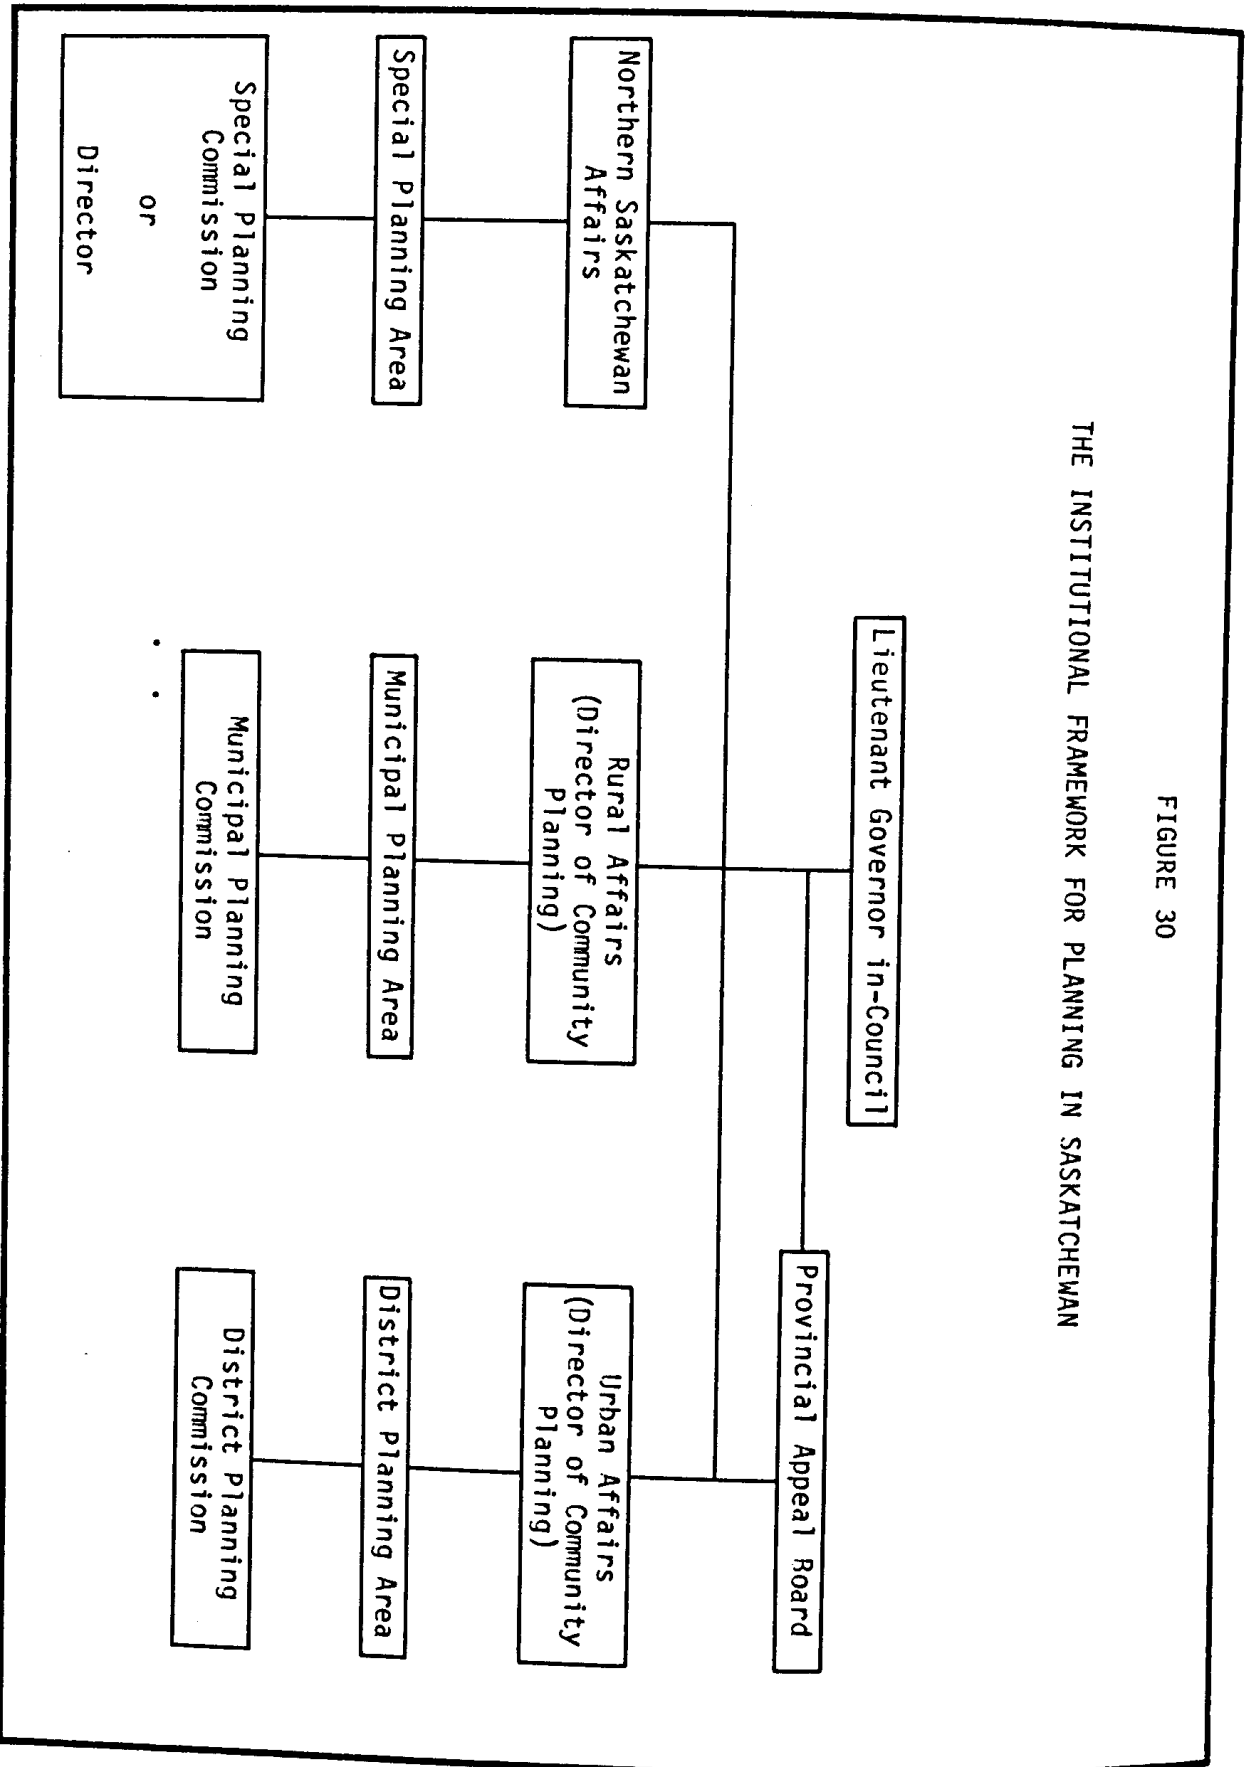 FIGURE 30
THE INSTITUTIONAL FRAMEWORK FOR PLANNING IN SASKATCHEWAN
Lieutenant Governor in-Council
Provincial Appeal Board
Northern Saskatchewan
Affairs
Rural Affairs
(Director of Community
Planning)
Urban Affairs
(Director of Community
Planning)
Special Planning Area
Municipal Planning Area
District Planning Area
Special Planning
Commission
or
Director
Municipal Planning
Commission
District Planning
Commission